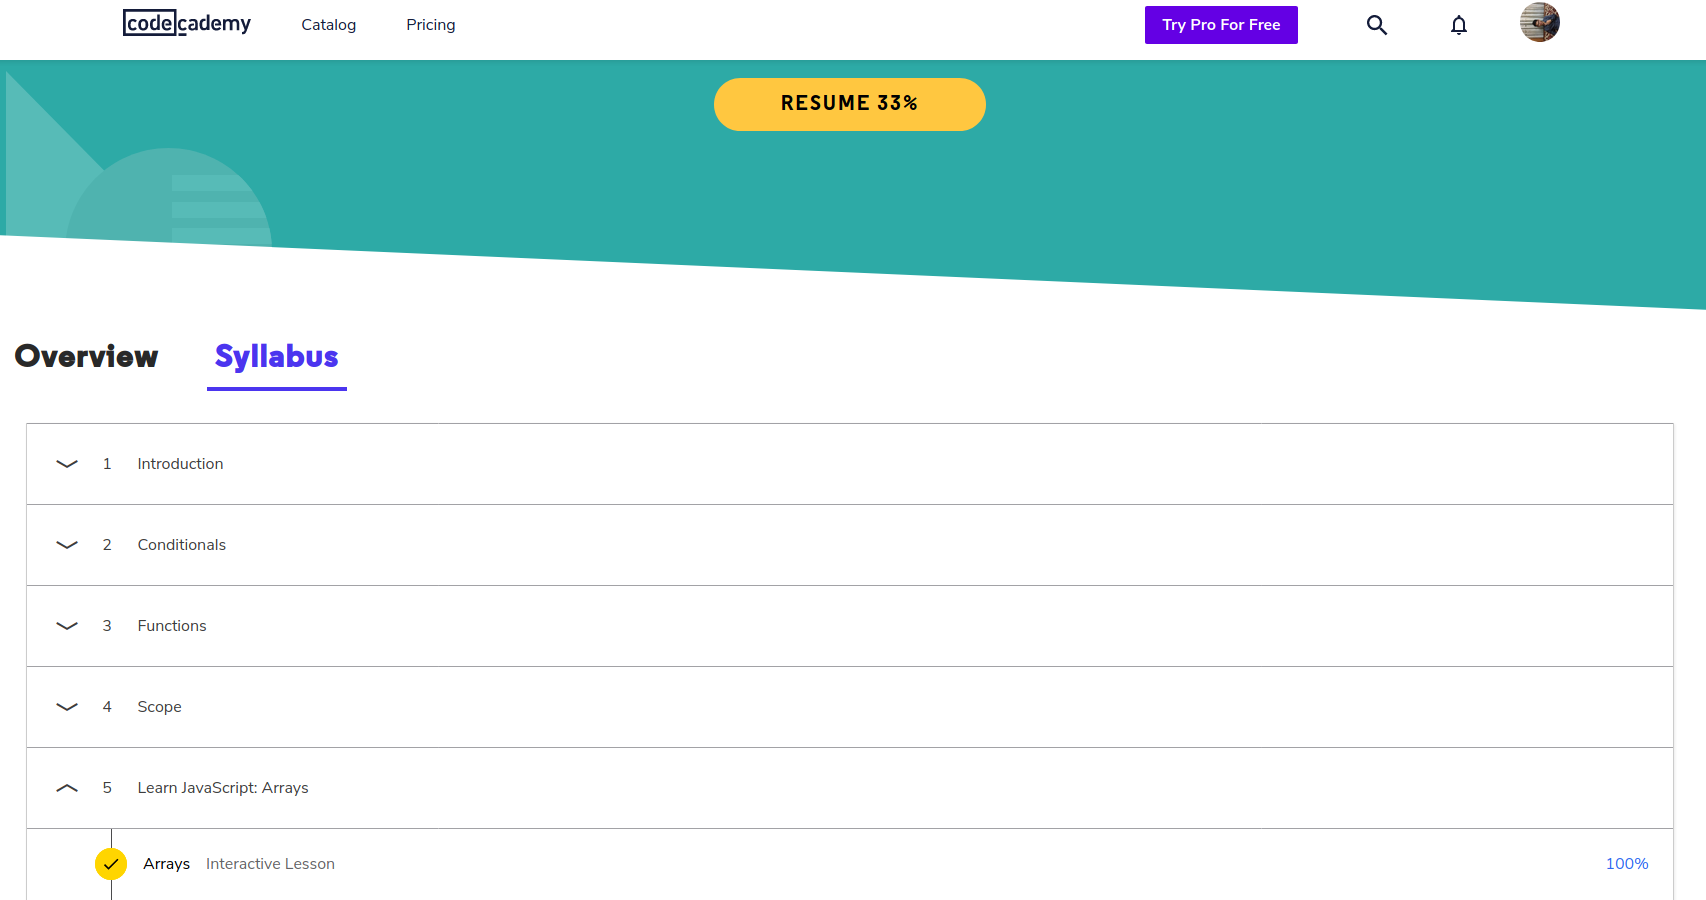 codecademy Catalog Pricing Try Pro For Free
RESUME 33%
Overview Syllabus
1 Introduction
2 Conditionals
3 Functions
4 Scope
5 Learn JavaScript: Arrays
Arrays Interactive Lesson 100%